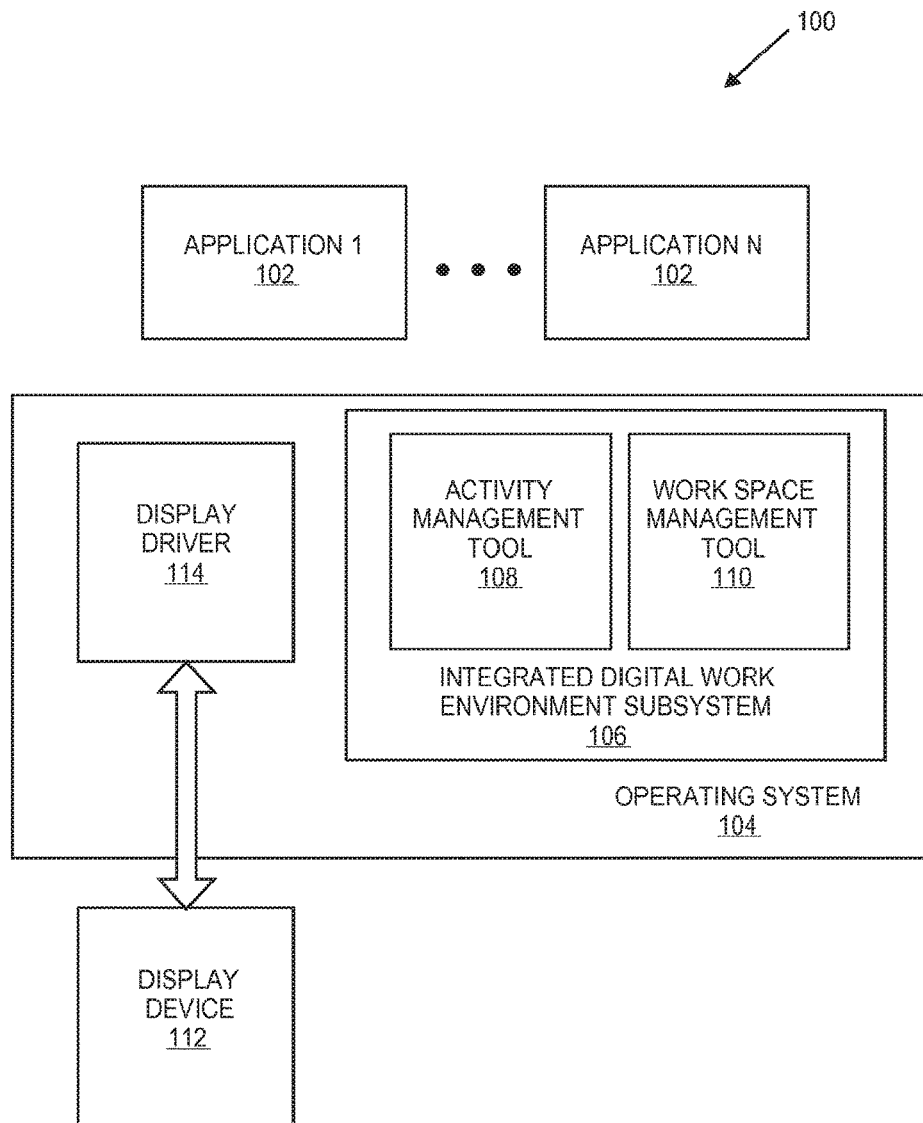 100
APPLICATION 1
102
APPLICATION N
102
DISPLAY
DRIVER
114
ACTIVITY
MANAGEMENT
TOOL
108
WORK SPACE
MANAGEMENT
TOOL
110
INTEGRATED DIGITAL WORK
ENVIRONMENT SUBSYSTEM
106
OPERATING SYSTEM
104
DISPLAY
DEVICE
112